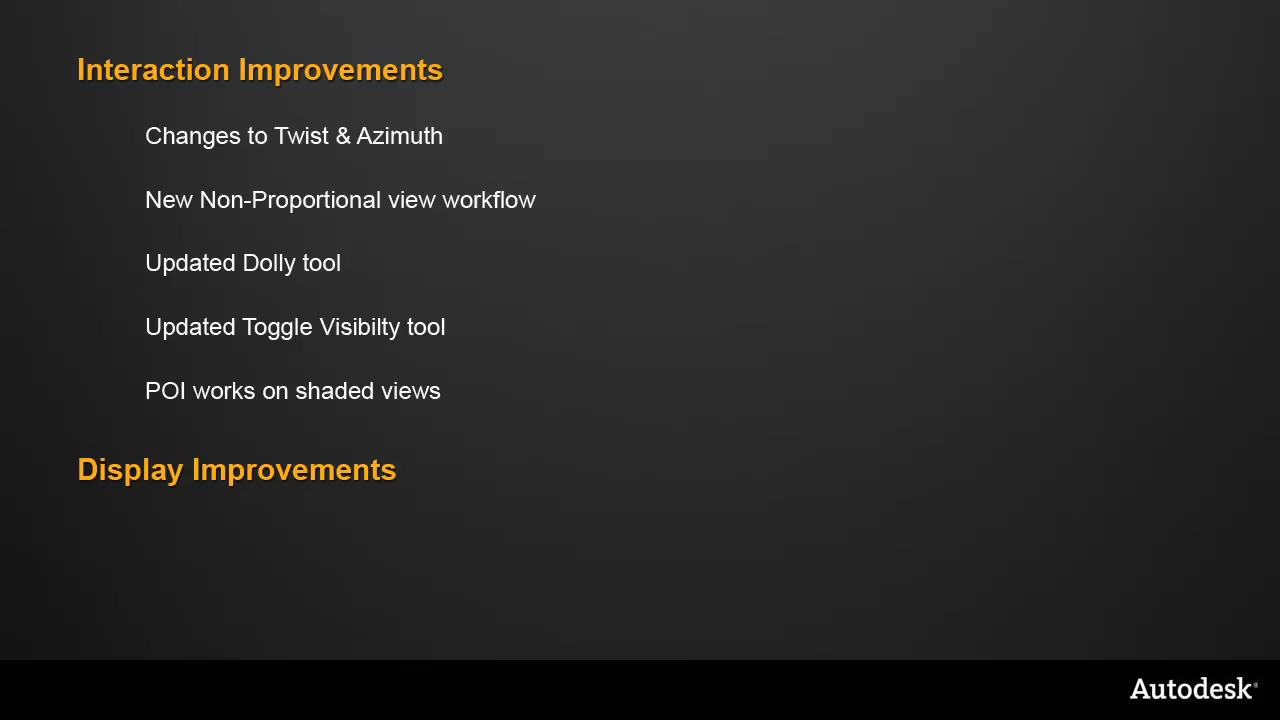 Interaction Improvements
Changes to Twist & Azimuth
New Non-Proportional view workflow
Updated Dolly tool
Updated Toggle Visibilty tool
POI works on shaded views
Display Improvements
Autodesk®